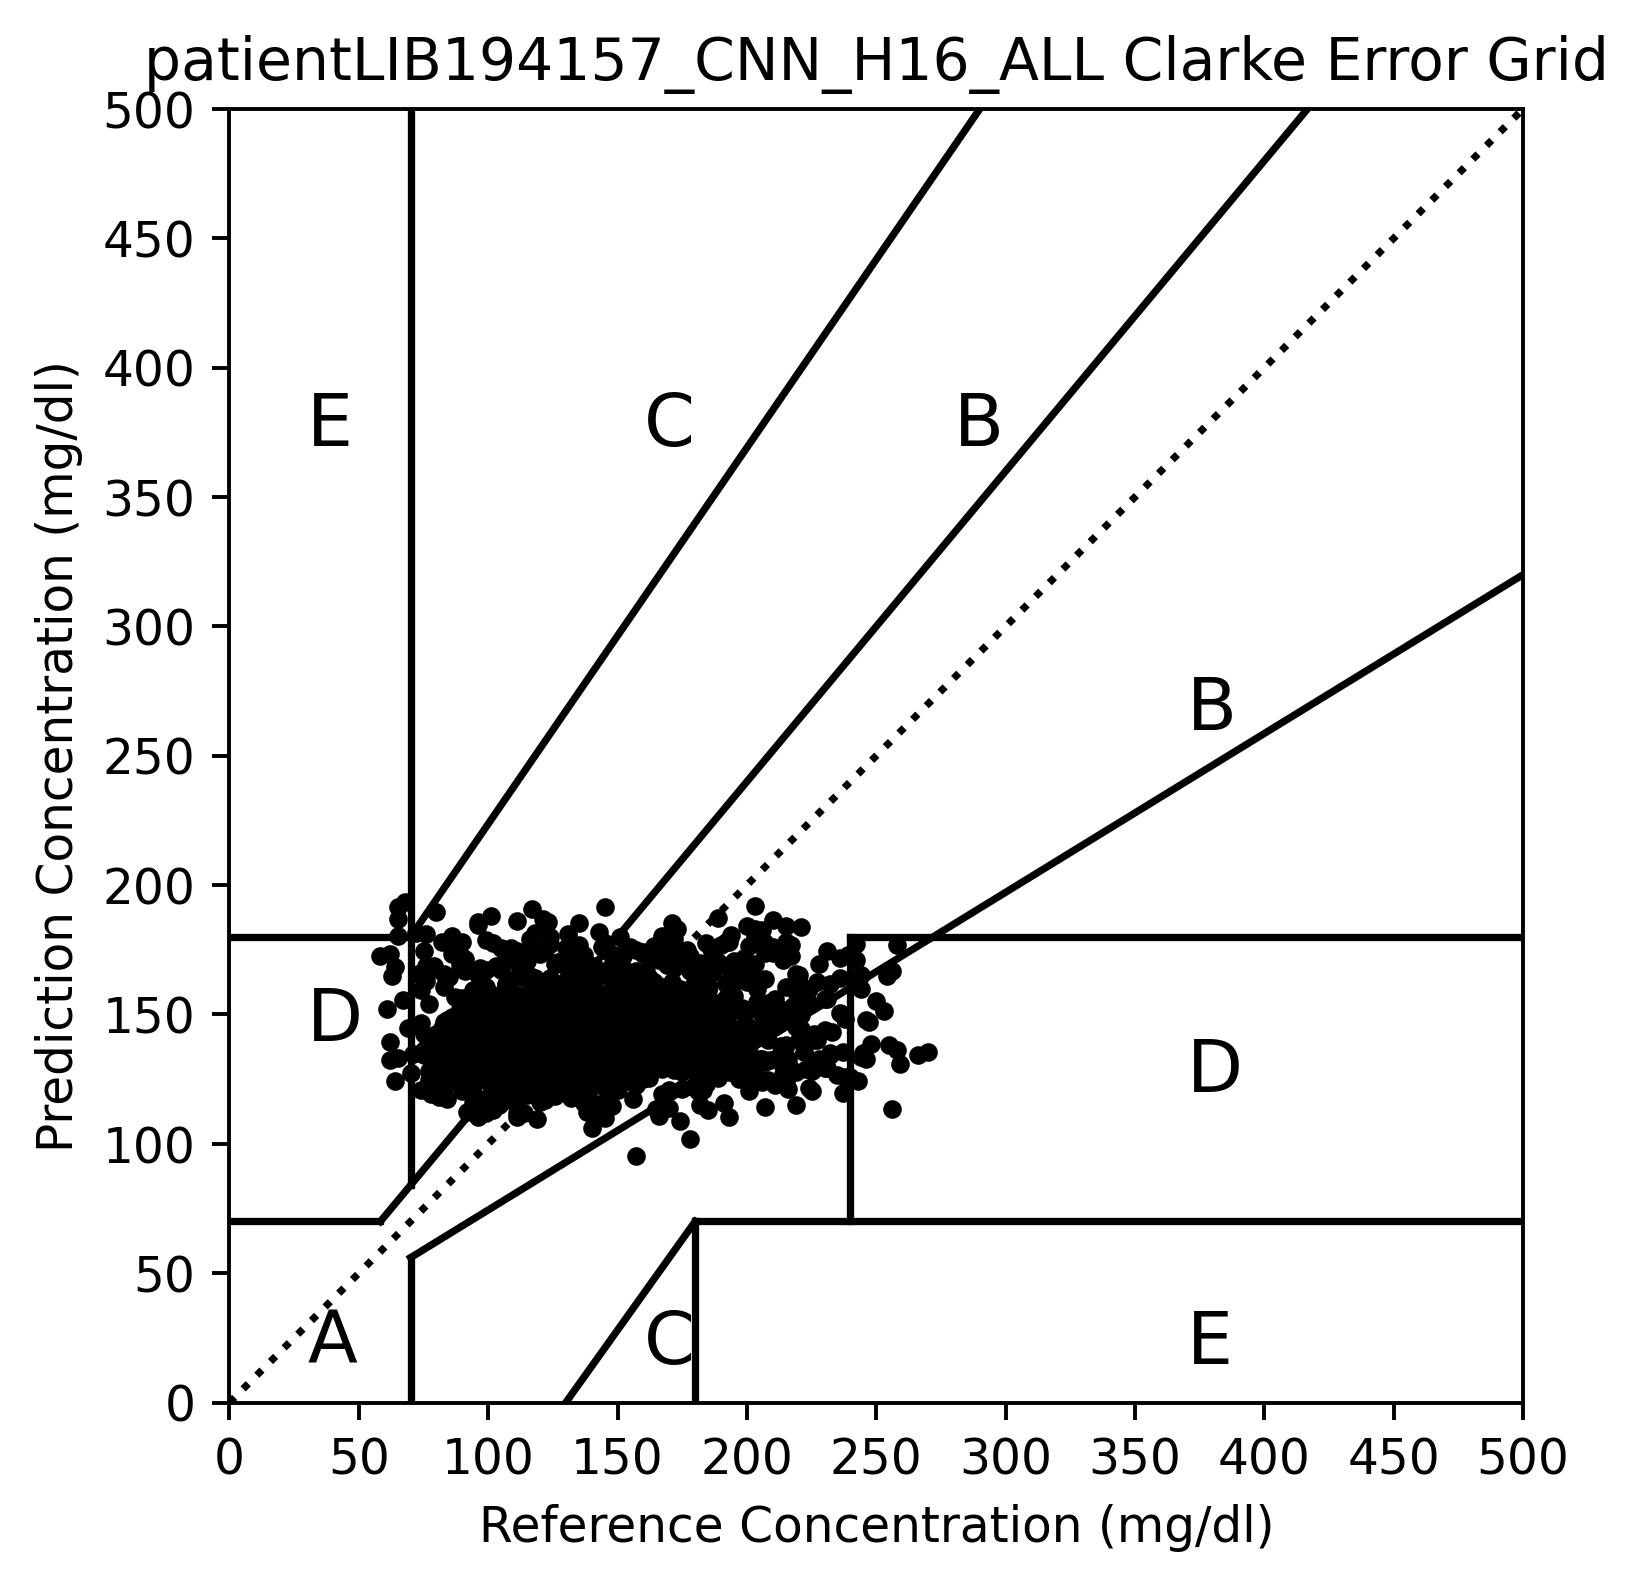 patientLIB194157_CNN_H16_ALL Clarke Error Grid
500
450
400
350
300
250
200
150
100
50
0
Prediction Concentration (mg/dl)
E
C
B
B
D
D
A
C
E
0 50 100 150 200 250 300 350 400 450 500
Reference Concentration (mg/dl)